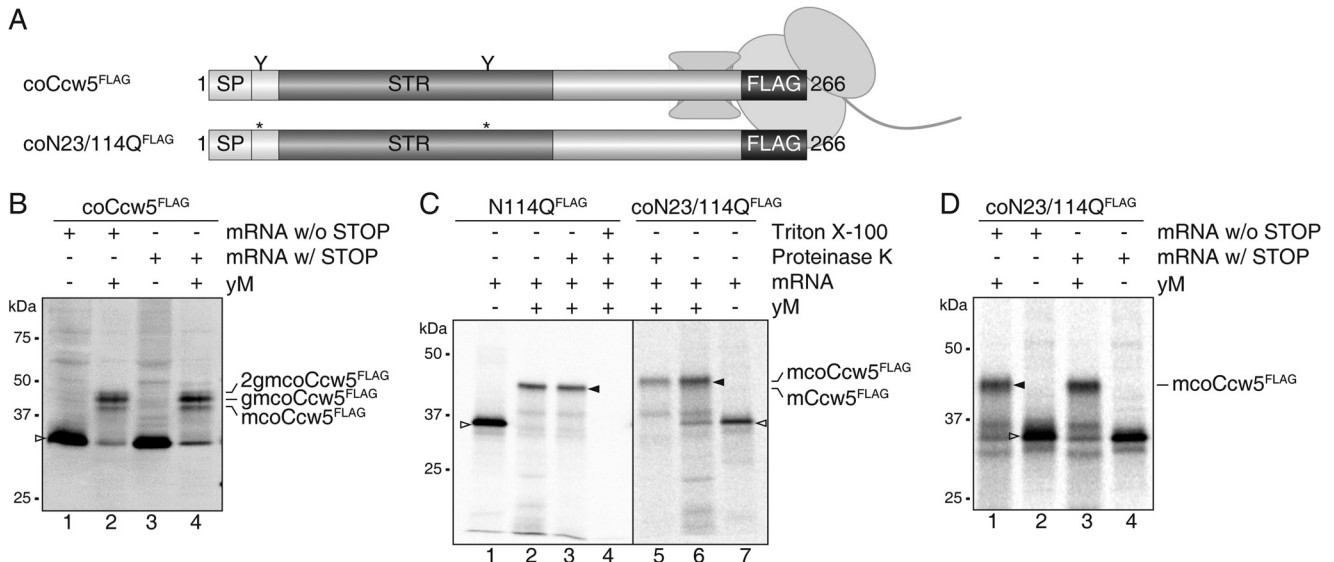 A
coCcw5FLAG
1 SP STR FLAG 266
Y Y
coN23/114QFLAG
1 SP STR FLAG 266
* *
B
coCcw5FLAG
+ + - - mRNA w/o STOP
- - + + mRNA w/ STOP
- + - + yM
kDa
75
50
37
25
2gmcoCcw5FLAG
gmcoCcw5FLAG
mcoCcw5FLAG
1 2 3 4
C
N114QFLAG coN23/114QFLAG
- - - + - - - Triton X-100
- - + + + - - Proteinase K
+ + + + + + + mRNA
- + + + + + - yM
kDa
50
37
25
mcoCcw5FLAG
mCcw5FLAG
1 2 3 4 5 6 7
D
coN23/114QFLAG
+ + - - mRNA w/o STOP
- - + + mRNA w/ STOP
+ - + - yM
kDa
50
37
25
mcoCcw5FLAG
1 2 3 4